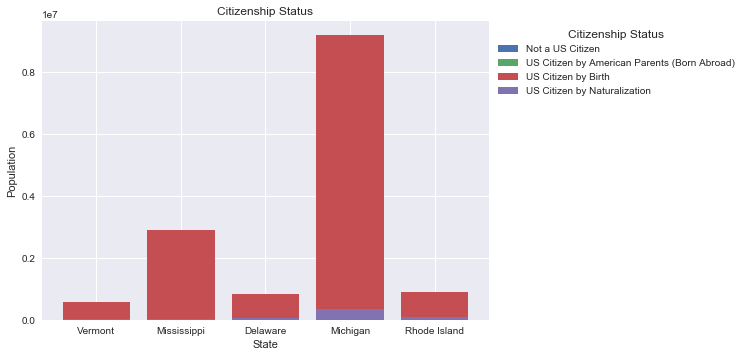 Citizenship Status
1e7
0.8
0.6
0.4
0.2
0.0
Population
Vermont Mississippi Delaware Michigan Rhode Island
State
Citizenship Status
Not a US Citizen
US Citizen by American Parents (Born Abroad)
US Citizen by Birth
US Citizen by Naturalization